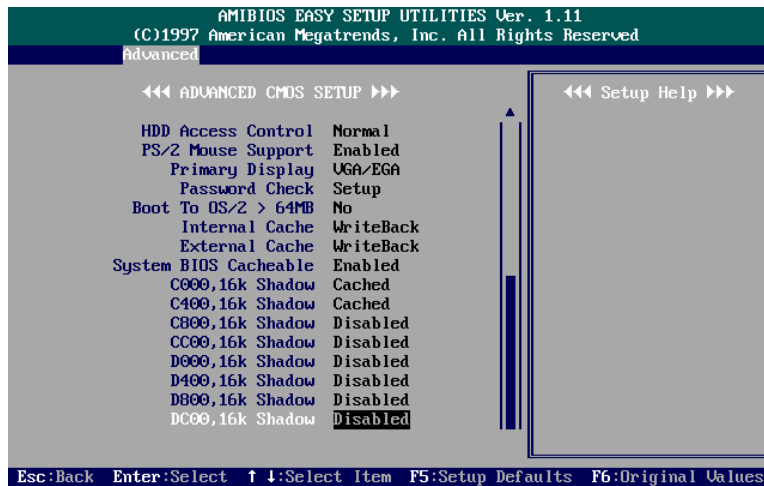 AMIBIOS EASY SETUP UTILITIES Ver. 1.11
(C)1997 American Megatrends, Inc. All Rights Reserved
Advanced
ADVANCED CMOS SETUP
Setup Help
HDD Access Control Normal
PS/2 Mouse Support Enabled
Primary Display VGA/EGA
Password Check Setup
Boot To OS/2 > 64MB No
Internal Cache WriteBack
External Cache WriteBack
System BIOS Cacheable Enabled
C000,16k Shadow Cached
C400,16k Shadow Cached
C800,16k Shadow Disabled
CC00,16k Shadow Disabled
D000,16k Shadow Disabled
D400,16k Shadow Disabled
D800,16k Shadow Disabled
DC00,16k Shadow Disabled
Esc:Back Enter:Select ↑ ↓:Select Item F5:Setup Defaults F6:Original Values